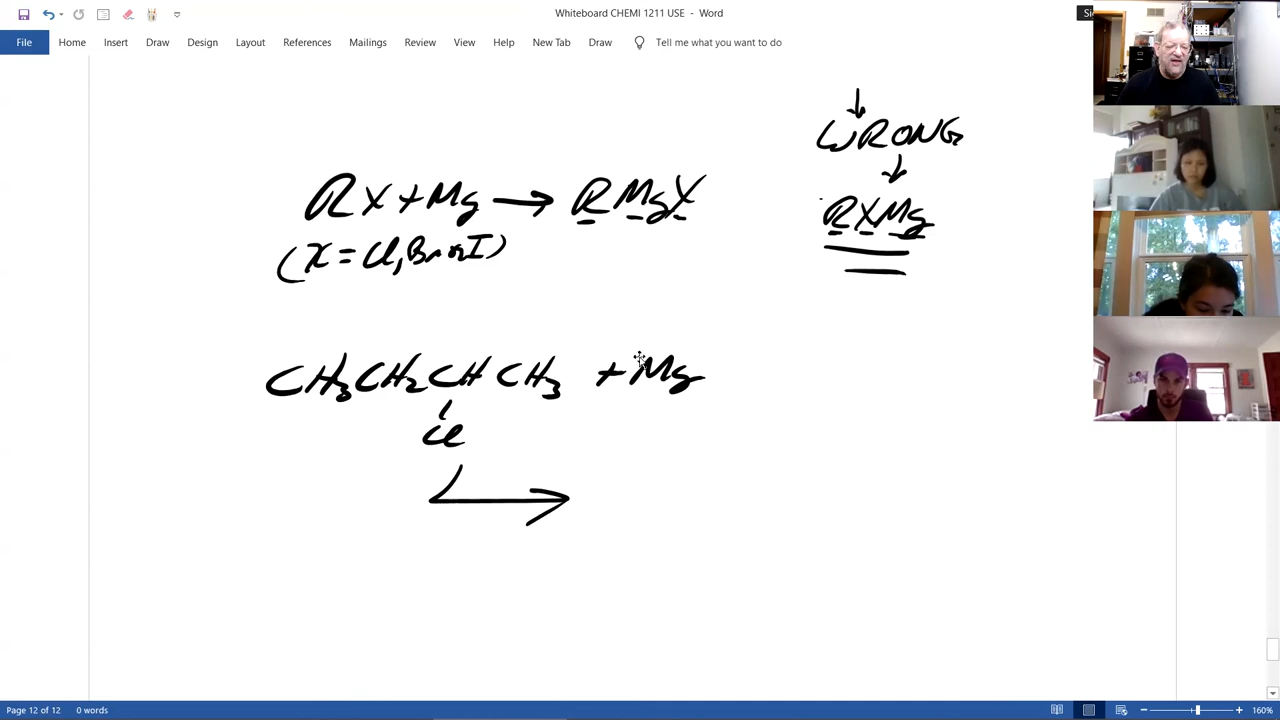 Whiteboard CHEMI 1211 USE - Word
Si
File Home Insert Draw Design Layout References Mailings Review View Help New Tab Draw Tell me what you want to do
WRONG
RX + Mg → RMgX
RXMg
(X = Cl, Br or I)
CH3CH2CHCH3 + Mg
Cl
Page 12 of 12 0 words
160%